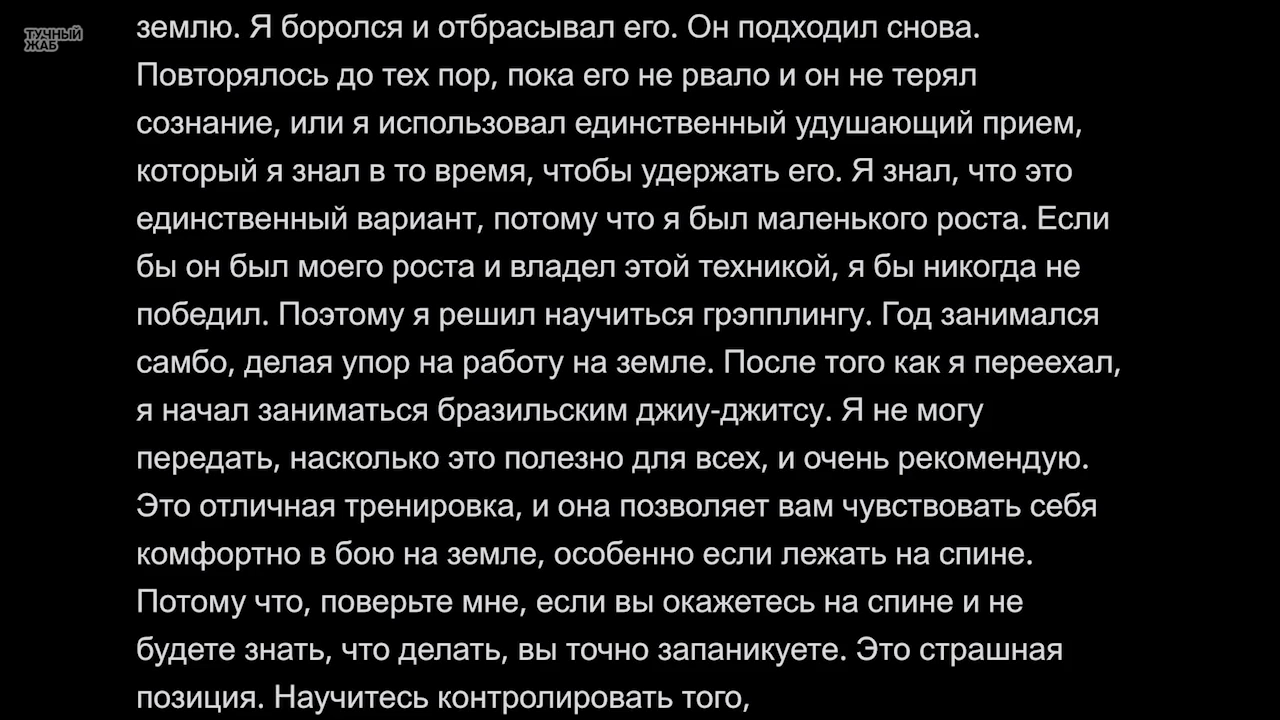 ТУЧНЫЙ
ЖАБ
землю. Я боролся и отбрасывал его. Он подходил снова.
Повторялось до тех пор, пока его не рвало и он не терял
сознание, или я использовал единственный удушающий прием,
который я знал в то время, чтобы удержать его. Я знал, что это
единственный вариант, потому что я был маленького роста. Если
бы он был моего роста и владел этой техникой, я бы никогда не
победил. Поэтому я решил научиться грэпплингу. Год занимался
самбо, делая упор на работу на земле. После того как я переехал,
я начал заниматься бразильским джиу-джитсу. Я не могу
передать, насколько это полезно для всех, и очень рекомендую.
Это отличная тренировка, и она позволяет вам чувствовать себя
комфортно в бою на земле, особенно если лежать на спине.
Потому что, поверьте мне, если вы окажетесь на спине и не
будете знать, что делать, вы точно запаникуете. Это страшная
позиция. Научитесь контролировать того,